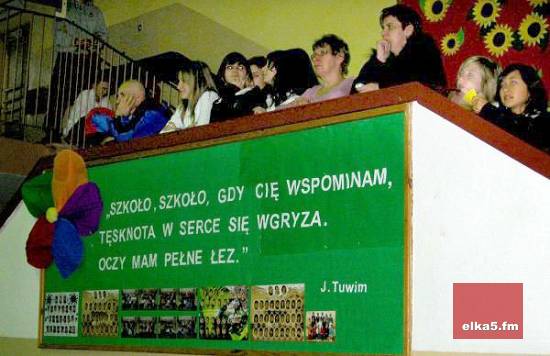 „SZKOŁO, SZKOŁO, GDY CIĘ WSPOMINAM,
TĘSKNOTA W SERCE SIĘ WGRYZA.
OCZY MAM PEŁNE ŁEZ.”
J. Tuwim
elka5.fm